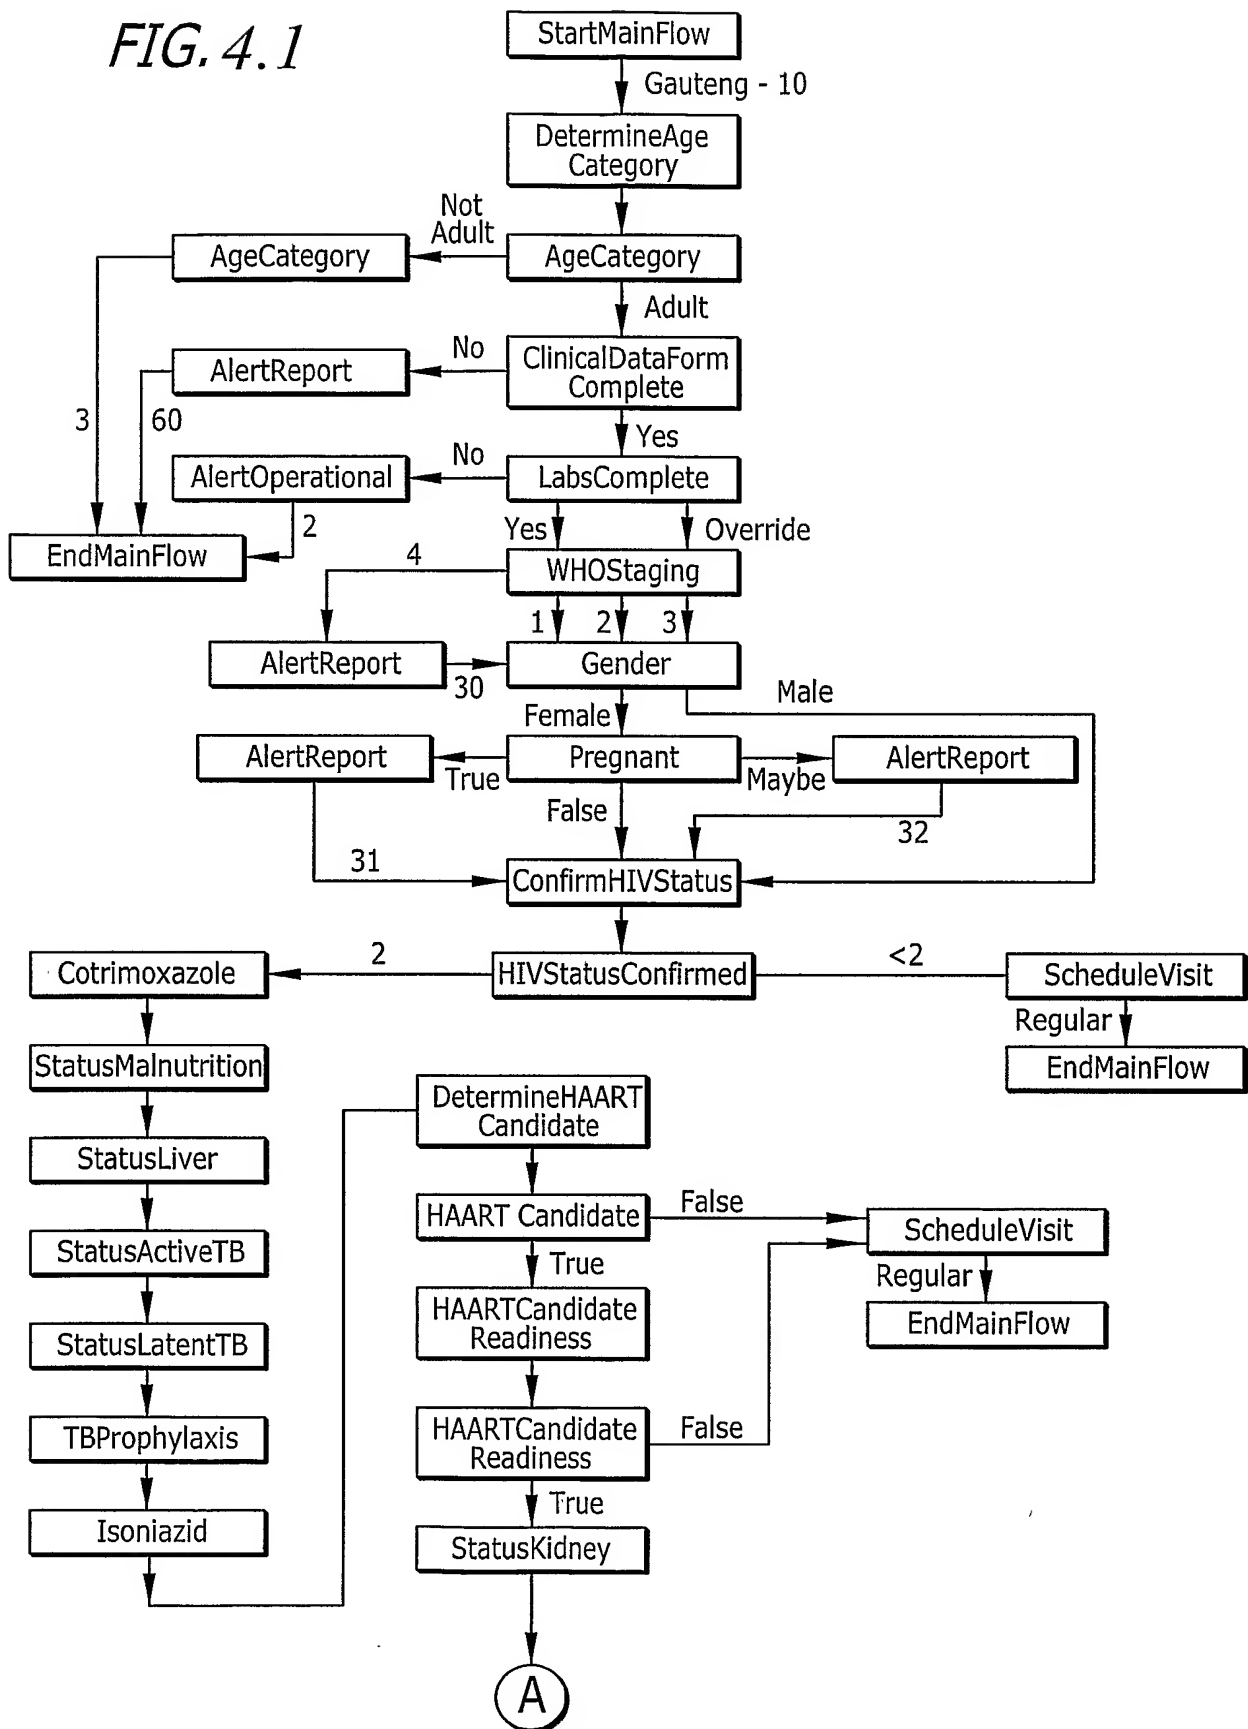 FIG. 4.1
StartMainFlow
Gauteng - 10
DetermineAge
Category
Not
Adult
AgeCategory
AgeCategory
Adult
No
AlertReport
ClinicalDataForm
Complete
3
60
Yes
No
AlertOperational
LabsComplete
2
Yes
Override
EndMainFlow
4
WHOStaging
1
2
3
AlertReport
30
Gender
Male
Female
AlertReport
True
Pregnant
Maybe
AlertReport
False
32
31
ConfirmHIVStatus
Cotrimoxazole
2
HIVStatusConfirmed
<2
ScheduleVisit
Regular
EndMainFlow
StatusMalnutrition
StatusLiver
StatusActiveTB
StatusLatentTB
TBProphylaxis
Isoniazid
DetermineHAART
Candidate
HAART Candidate
False
ScheduleVisit
True
Regular
EndMainFlow
HAARTCandidate
Readiness
HAARTCandidate
Readiness
False
True
StatusKidney
A